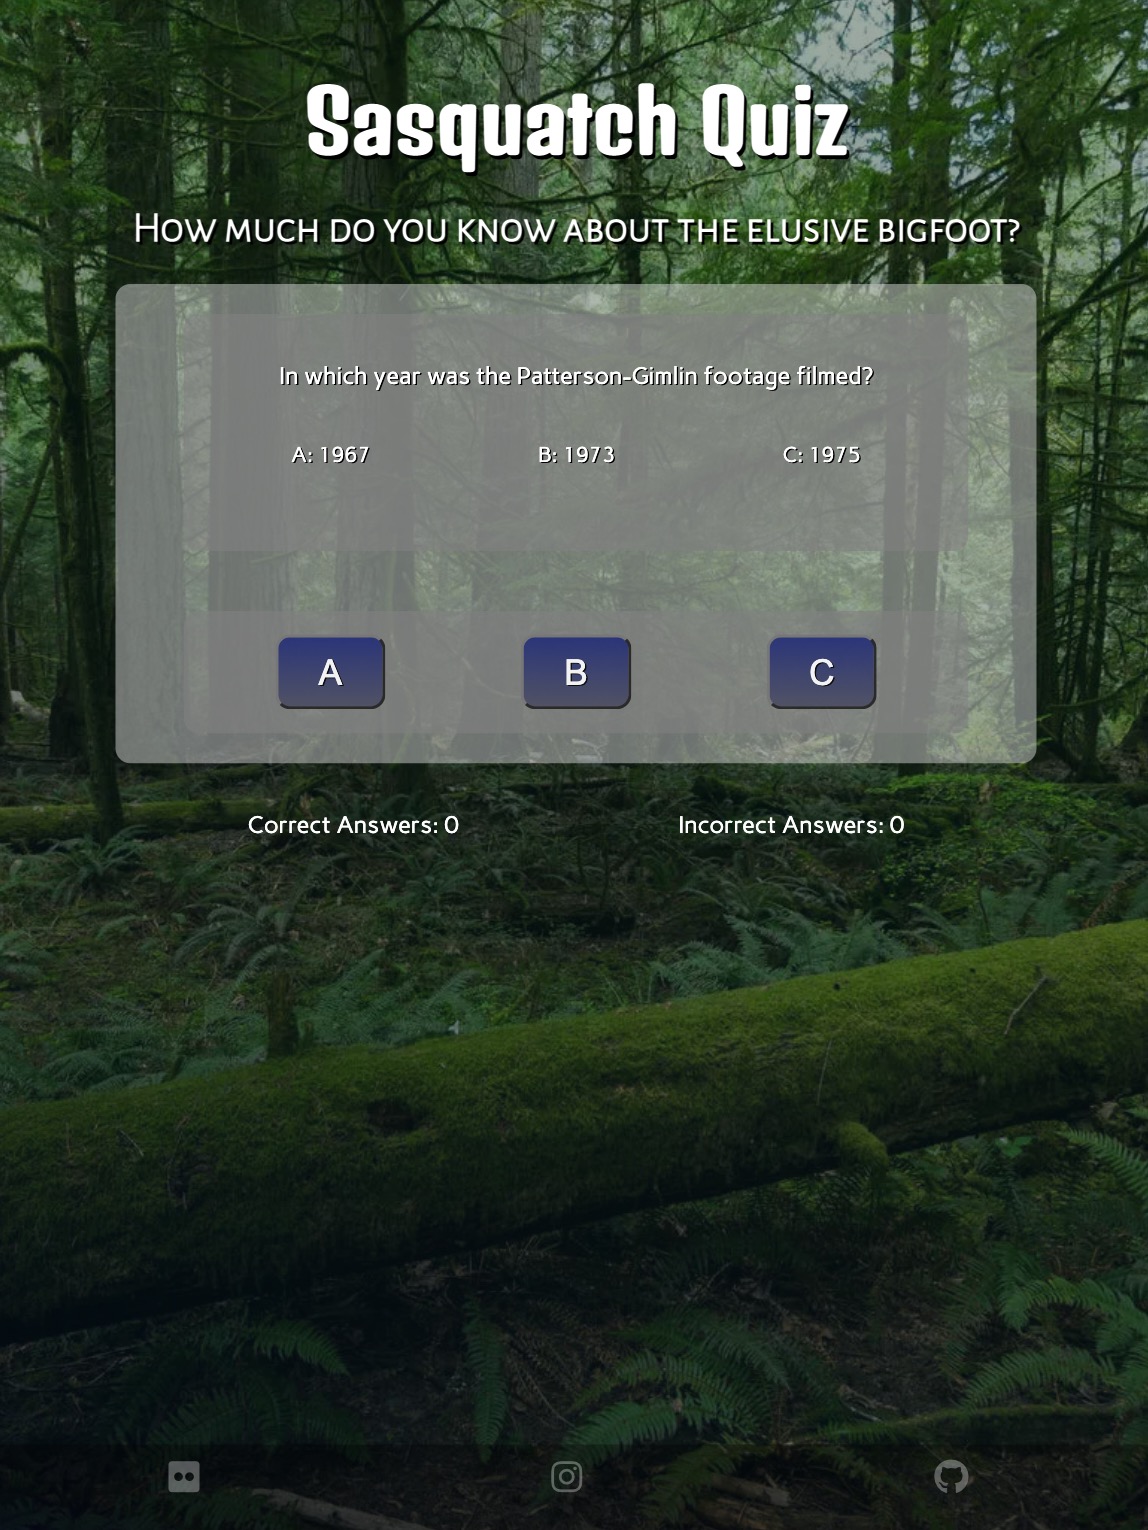 Sasquatch Quiz
How much do you know about the elusive bigfoot?
In which year was the Patterson-Gimlin footage filmed?
A: 1967 B: 1973 C: 1975
A B C
Correct Answers: 0 Incorrect Answers: 0